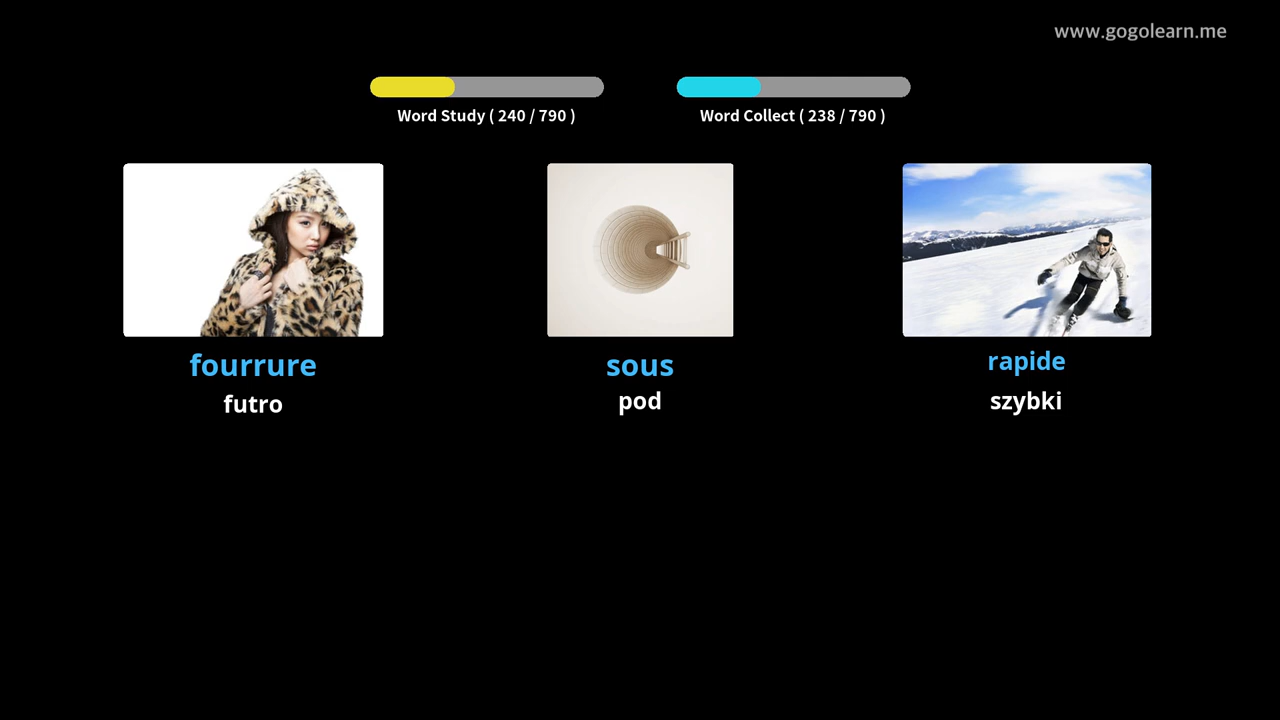 www.gogolearn.me
Word Study ( 240 / 790 )
Word Collect ( 238 / 790 )
fourrure
futro
sous
pod
rapide
szybki